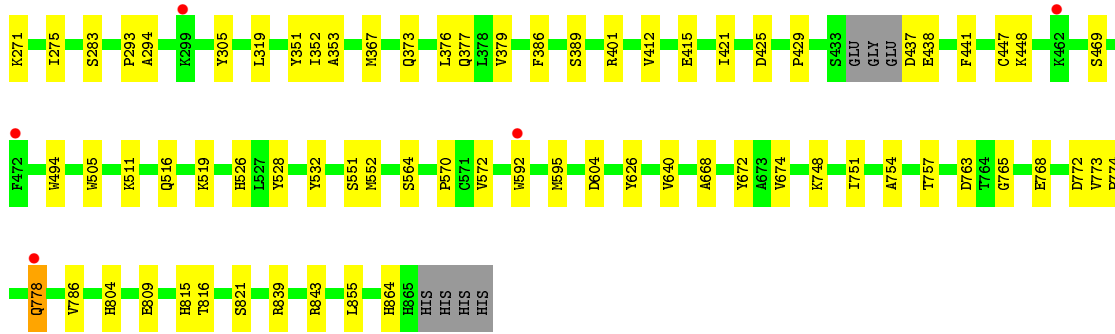 K271 I275 S283 P293 A294 K299 Y305 L319 Y351 I352 A353 M367 Q373 L376 Q377 L378 V379 F386 S389 R401 V412 E415 I421 D425 P429 S433 GLU GLY GLU D437 E438 F441 C447 K448 K462 S469
F472 W494 W505 K511 Q516 K519 H526 L527 Y528 Y532 S551 M552 S564 P570 C571 V572 W592 M595 D604 Y626 V640 A668 Y672 A673 V674 K748 I751 A754 T757 D763 T764 G765 E768 D772 V773
Q778 V786 H804 E809 H815 T816 S821 R839 R843 L855 H864 H865 HIS HIS HIS HIS